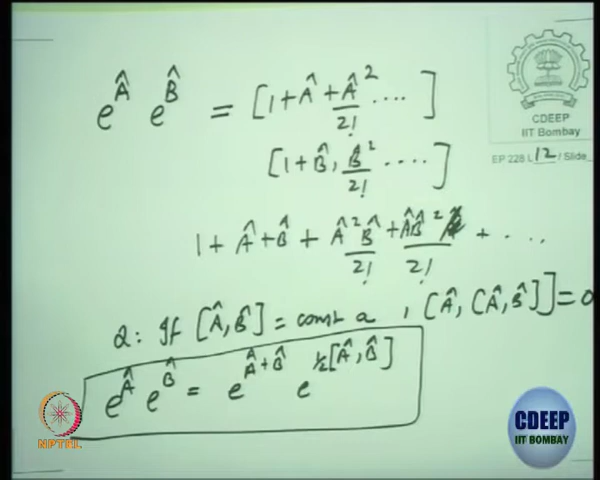 e^Â e^B̂ = [1 + Â + Â²/2! ....]
[1 + B̂, B̂²/2! ....]
1 + Â + B̂ + Â²B̂/2! + ÂB̂²/2! + ....
Q: If [Â, B̂] = const a, [Â, [Â, B̂]] = 0
e^Â e^B̂ = e^(Â + B̂) e^(½[Â, B̂])
CDEEP
IIT Bombay
EP 228 L 12 / Slide
NPTEL
CDEEP
IIT BOMBAY